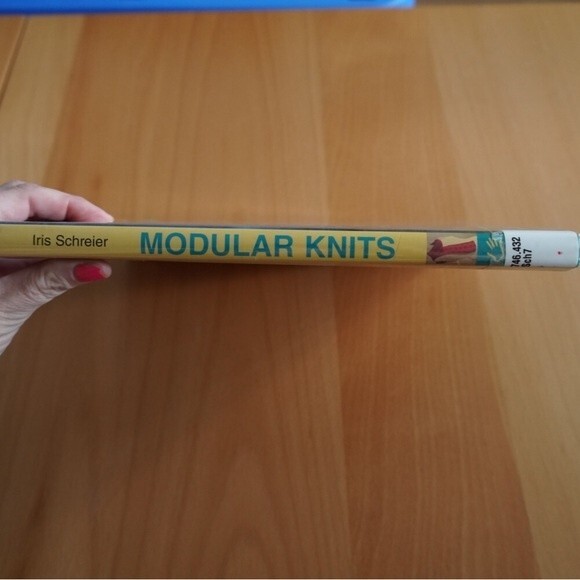 Iris Schreier MODULAR KNITS
746.432
Sch7